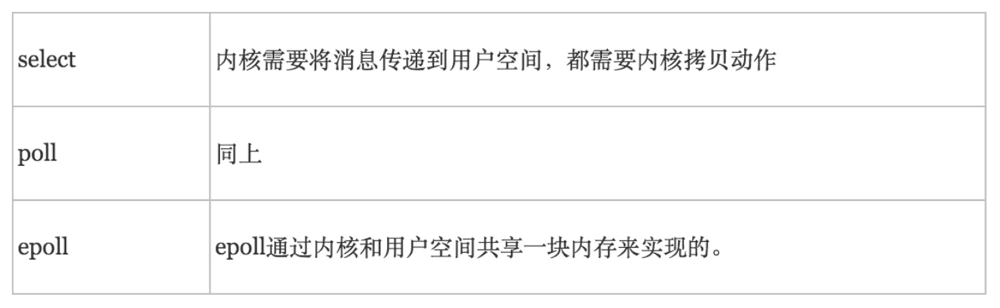 select 内核需要将消息传递到用户空间，都需要内核拷贝动作
poll 同上
epoll epoll通过内核和用户空间共享一块内存来实现的。